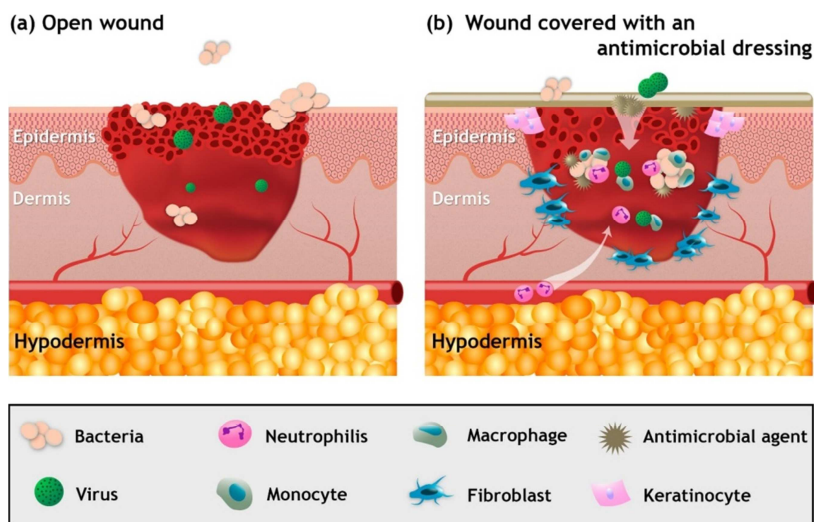 (a) Open wound
(b) Wound covered with an
antimicrobial dressing
Epidermis
Dermis
Hypodermis
Epidermis
Dermis
Hypodermis
Bacteria
Neutrophilis
Macrophage
Antimicrobial agent
Virus
Monocyte
Fibroblast
Keratinocyte